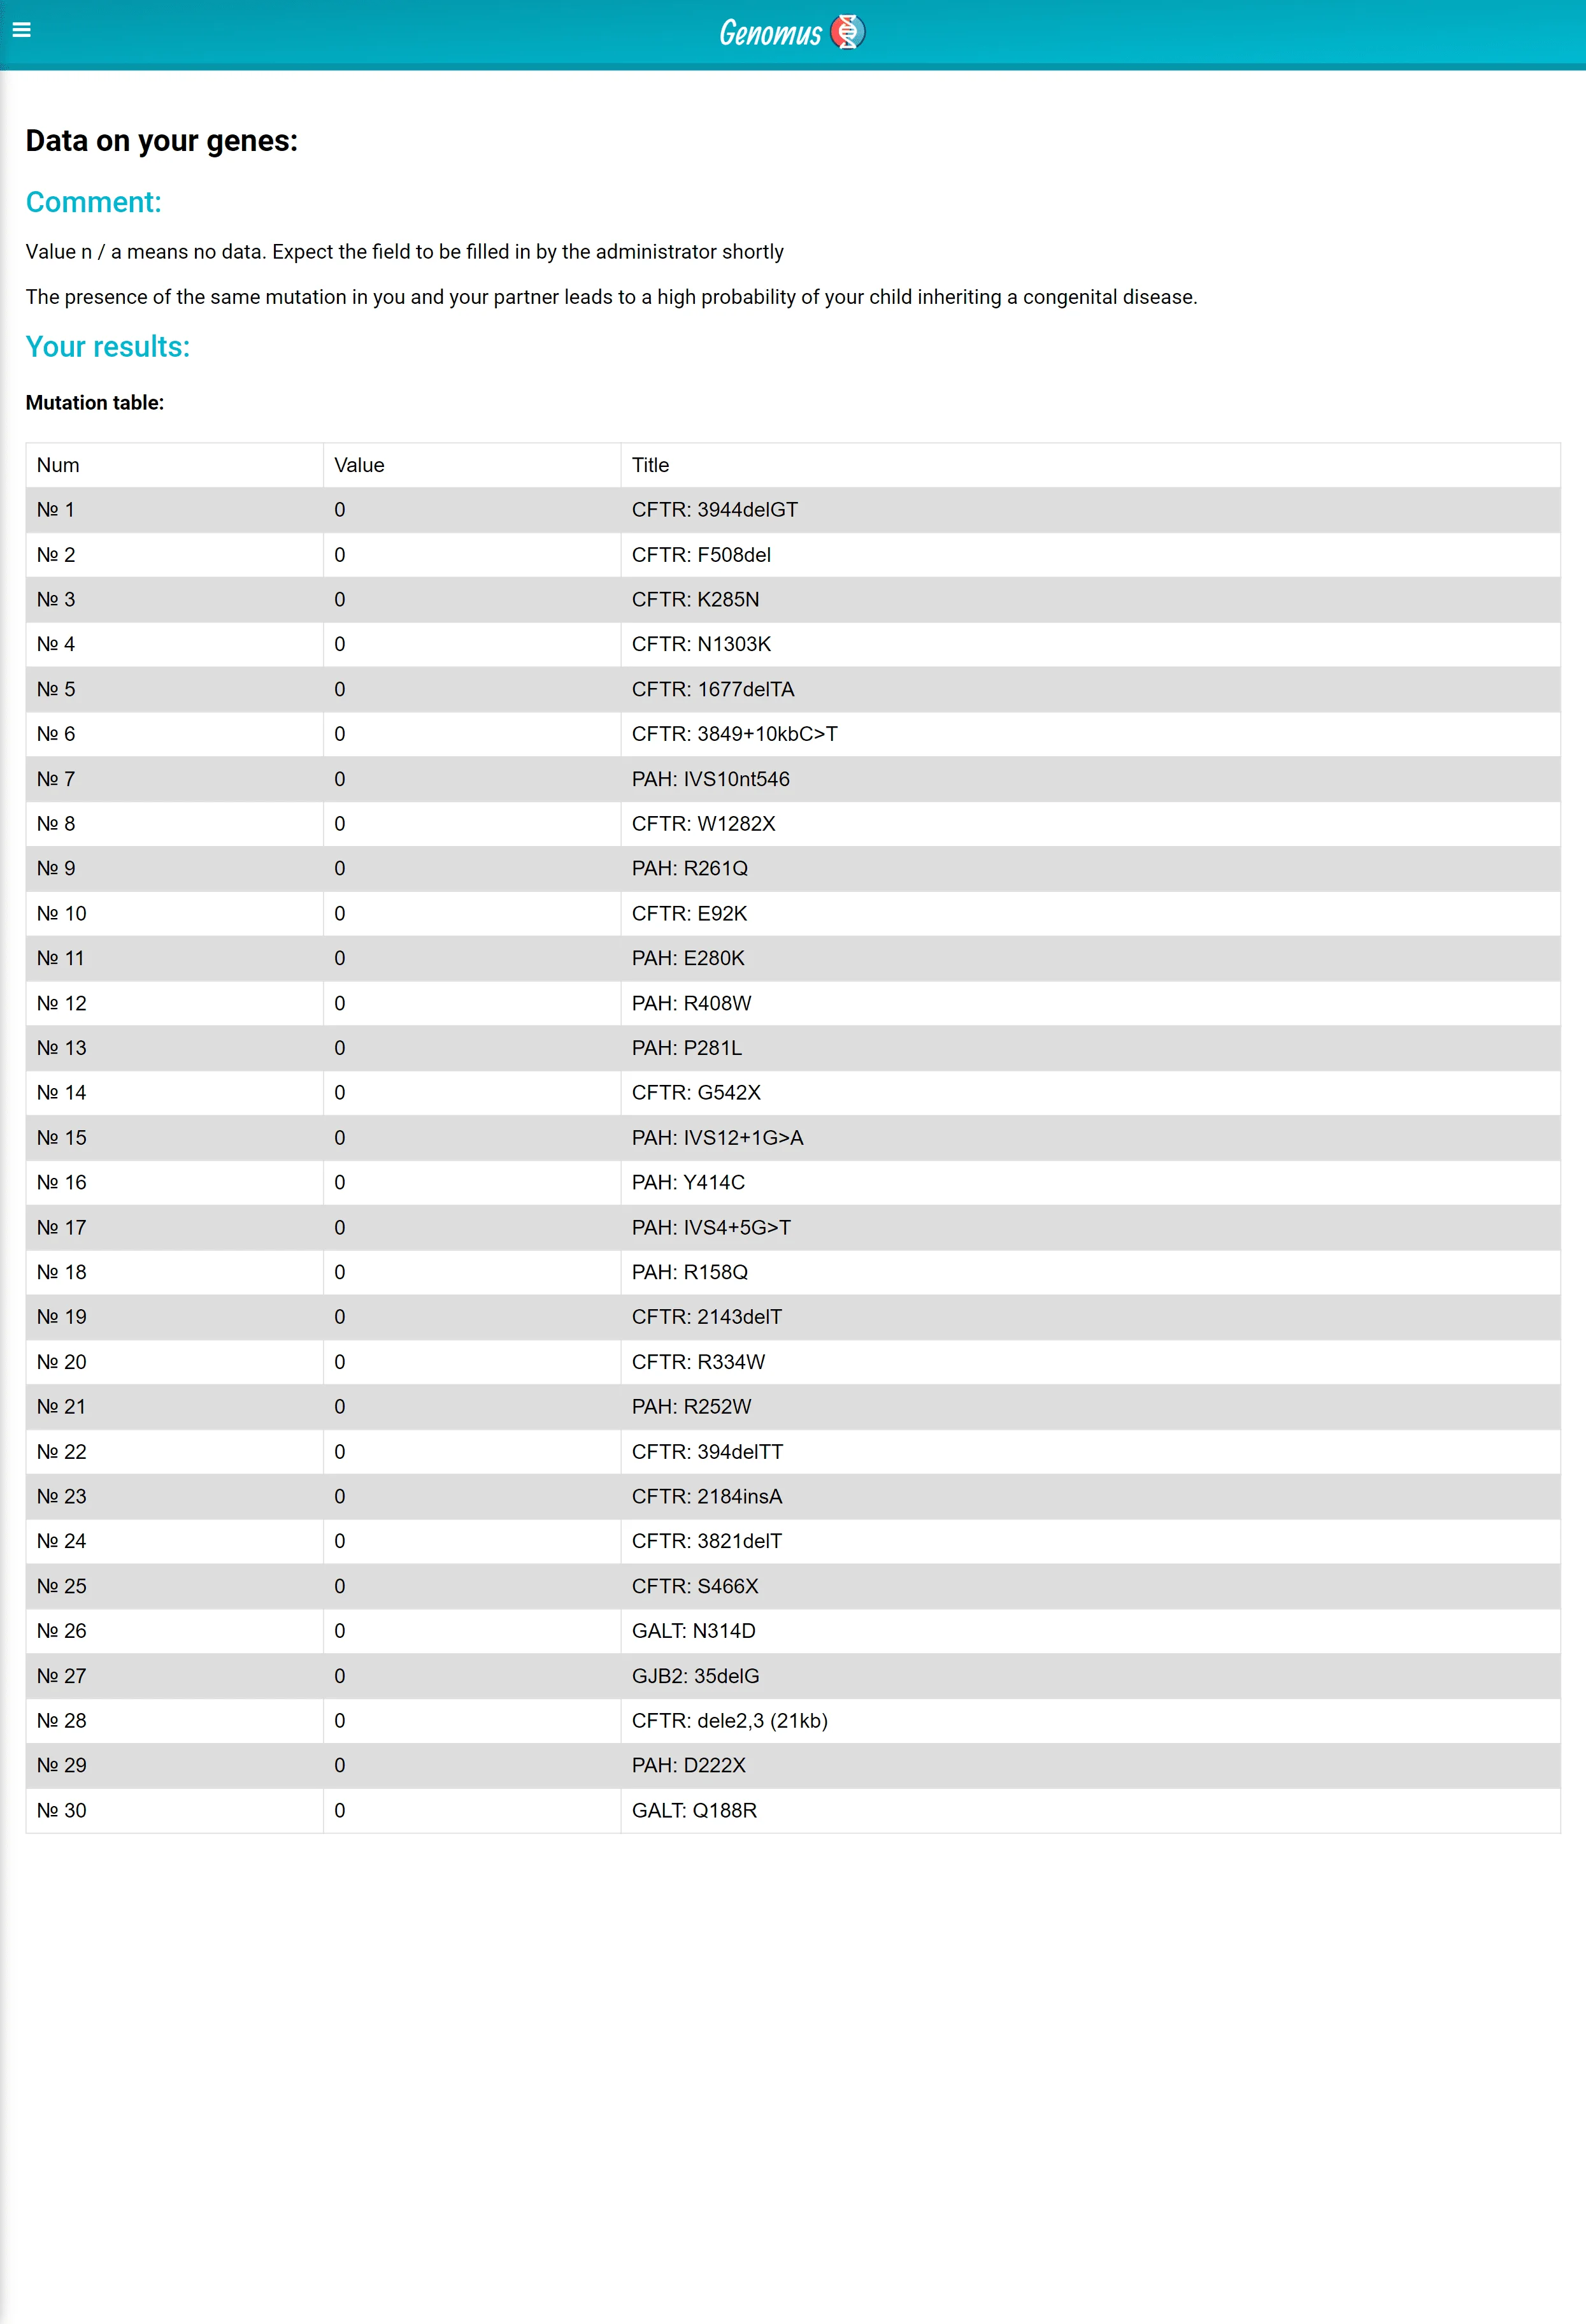 Genomus
Data on your genes:
Comment:
Value n / a means no data. Expect the field to be filled in by the administrator shortly
The presence of the same mutation in you and your partner leads to a high probability of your child inheriting a congenital disease.
Your results:
Mutation table:
Num Value Title
№ 1 0 CFTR: 3944delGT
№ 2 0 CFTR: F508del
№ 3 0 CFTR: K285N
№ 4 0 CFTR: N1303K
№ 5 0 CFTR: 1677delTA
№ 6 0 CFTR: 3849+10kbC>T
№ 7 0 PAH: IVS10nt546
№ 8 0 CFTR: W1282X
№ 9 0 PAH: R261Q
№ 10 0 CFTR: E92K
№ 11 0 PAH: E280K
№ 12 0 PAH: R408W
№ 13 0 PAH: P281L
№ 14 0 CFTR: G542X
№ 15 0 PAH: IVS12+1G>A
№ 16 0 PAH: Y414C
№ 17 0 PAH: IVS4+5G>T
№ 18 0 PAH: R158Q
№ 19 0 CFTR: 2143delT
№ 20 0 CFTR: R334W
№ 21 0 PAH: R252W
№ 22 0 CFTR: 394delTT
№ 23 0 CFTR: 2184insA
№ 24 0 CFTR: 3821delT
№ 25 0 CFTR: S466X
№ 26 0 GALT: N314D
№ 27 0 GJB2: 35delG
№ 28 0 CFTR: dele2,3 (21kb)
№ 29 0 PAH: D222X
№ 30 0 GALT: Q188R